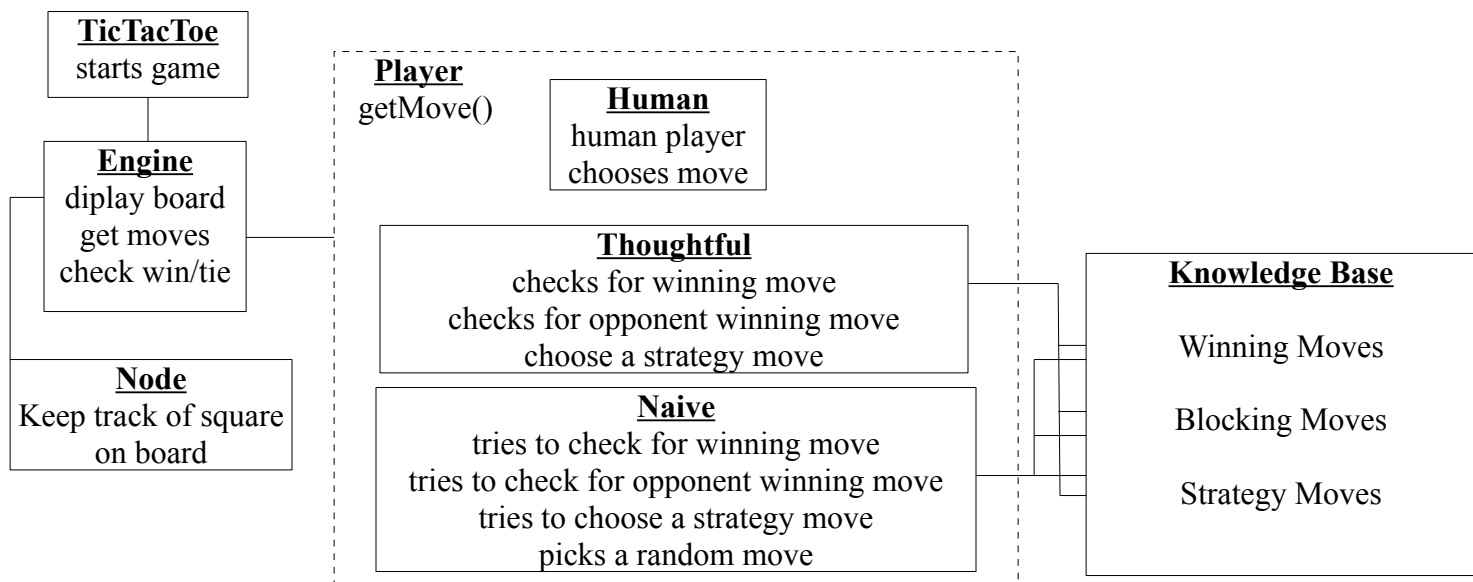 TicTacToe
starts game
Engine
diplay board
get moves
check win/tie
Node
Keep track of square
on board
Player
getMove()
Human
human player
chooses move
Thoughtful
checks for winning move
checks for opponent winning move
choose a strategy move
Naive
tries to check for winning move
tries to check for opponent winning move
tries to choose a strategy move
picks a random move
Knowledge Base
Winning Moves
Blocking Moves
Strategy Moves